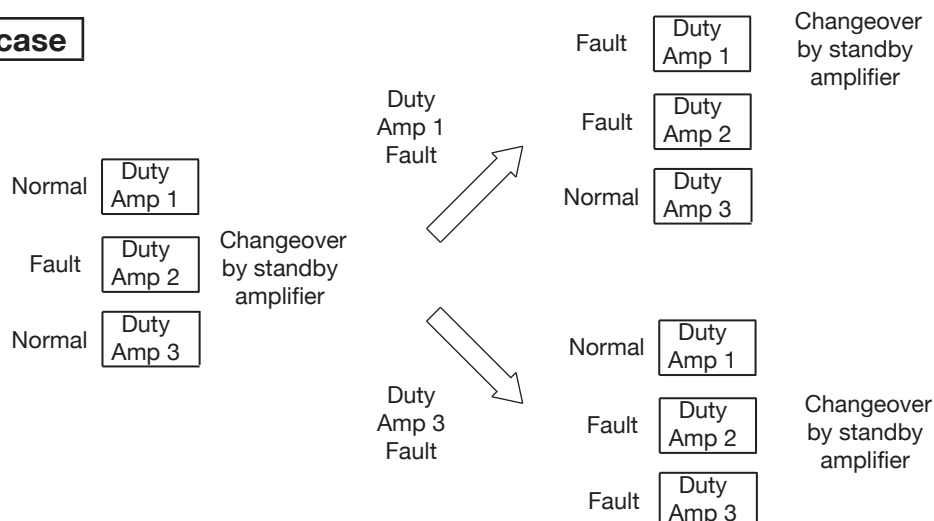 case
Normal
Duty
Amp 1
Fault
Duty
Amp 2
Normal
Duty
Amp 3
Changeover
by standby
amplifier
Duty
Amp 1
Fault
Fault
Duty
Amp 1
Changeover
by standby
amplifier
Fault
Duty
Amp 2
Normal
Duty
Amp 3
Duty
Amp 3
Fault
Normal
Duty
Amp 1
Fault
Duty
Amp 2
Changeover
by standby
amplifier
Fault
Duty
Amp 3